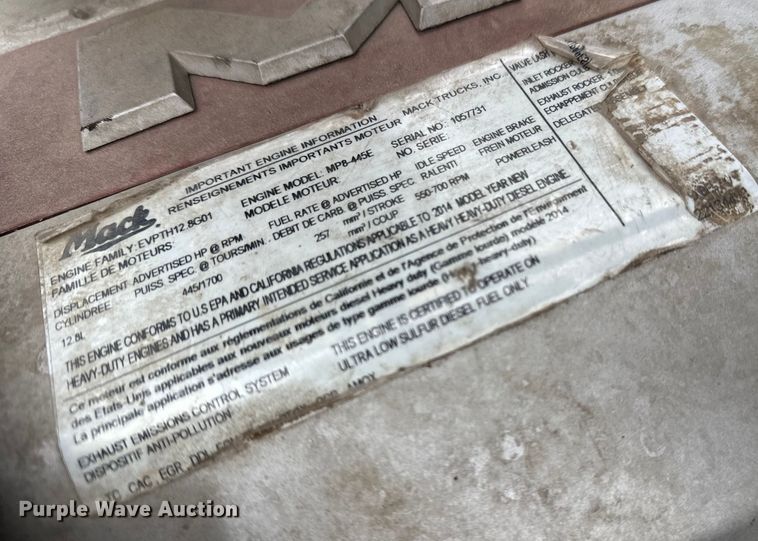 Mack
IMPORTANT ENGINE INFORMATION MACK TRUCKS, INC.
RENSEIGNEMENTS IMPORTANTS MOTEUR
ENGINE FAMILY: EVPTH12.8G01 ENGINE MODEL: MP8-445E SERIAL NO: 1057731
FAMILLE DE MOTEURS MODELE MOTEUR: NO. SERIE:
DISPLACEMENT ADVERTISED HP @ RPM FUEL RATE @ ADVERTISED HP IDLE SPEED ENGINE BRAKE
CYLINDREE PUISS. SPEC. @ TOURS/MIN. DEBIT DE CARB. @ PUISS. SPEC. RALENTI FREIN MOTEUR
12.8L 445/1700 257 mm³ / STROKE 550-700 RPM POWERLEASH
mm³ / COUP
THIS ENGINE CONFORMS TO U.S EPA AND CALIFORNIA REGULATIONS APPLICABLE TO 2014 MODEL YEAR NEW
HEAVY-DUTY ENGINES AND HAS A PRIMARY INTENDED SERVICE APPLICATION AS A HEAVY HEAVY-DUTY DIESEL ENGINE.
Ce moteur est conforme aux réglementations de Californie et de l'Agence de Protection de l'Environment
des Etats-Unis applicables aux nouveaux moteurs diesel Heavy duty (Gamme lourde) modèle 2014
La principale application s'adresse aux usages de type gamme lourde heavy-duty)
EXHAUST EMISSIONS CONTROL SYSTEM THIS ENGINE IS CERTIFIED TO OPERATE ON
DISPOSITIF ANTI-POLLUTION ULTRA LOW SULFUR DIESEL FUEL ONLY
CAC, EGR, DDI,
VALVE LASH
INLET ROCKER
ADMISSION
EXHAUST ROCKER
ECHAPPEMENT
Purple Wave Auction